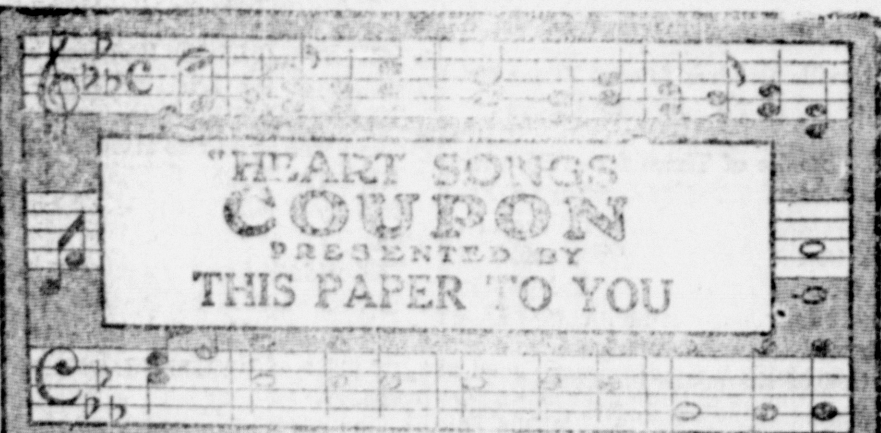 "HEART SONGS
COUPON
PRESENTED BY
THIS PAPER TO YOU